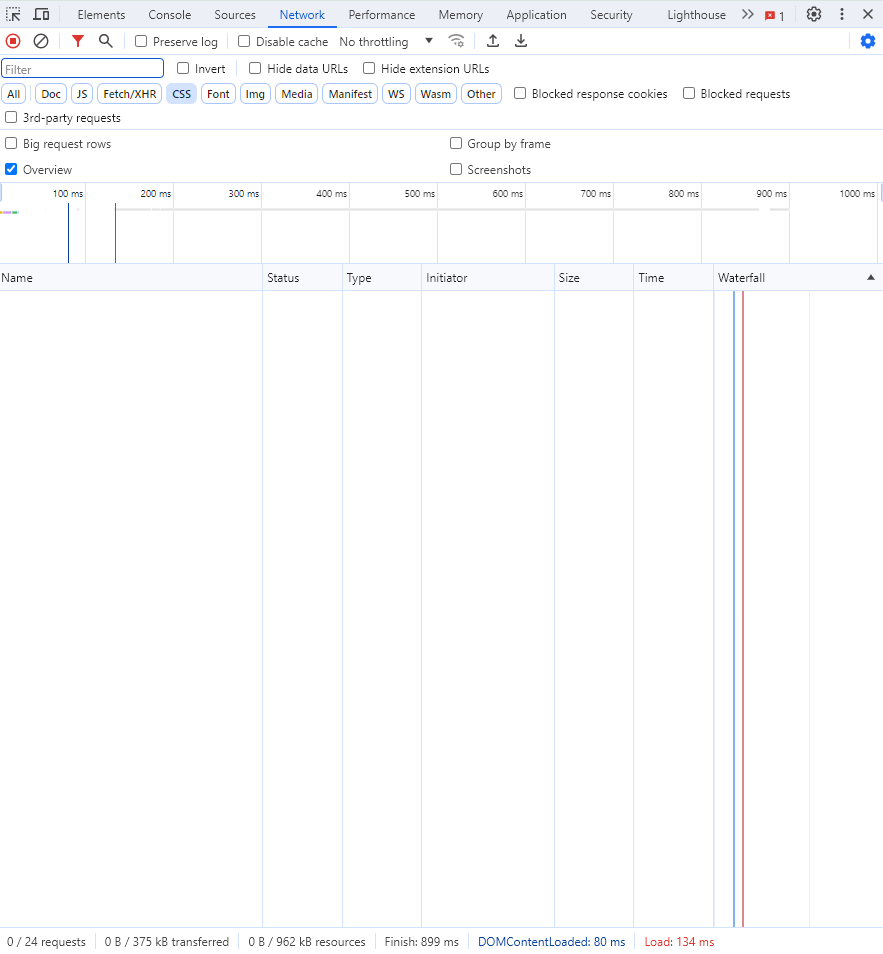 Elements Console Sources Network Performance Memory Application Security Lighthouse 1
Preserve log Disable cache No throttling
Filter Invert Hide data URLs Hide extension URLs
All Doc JS Fetch/XHR CSS Font Img Media Manifest WS Wasm Other Blocked response cookies Blocked requests
3rd-party requests
Big request rows Group by frame
Overview Screenshots
100 ms 200 ms 300 ms 400 ms 500 ms 600 ms 700 ms 800 ms 900 ms 1000 ms
Name Status Type Initiator Size Time Waterfall
0 / 24 requests 0 B / 375 kB transferred 0 B / 962 kB resources Finish: 899 ms DOMContentLoaded: 80 ms Load: 134 ms